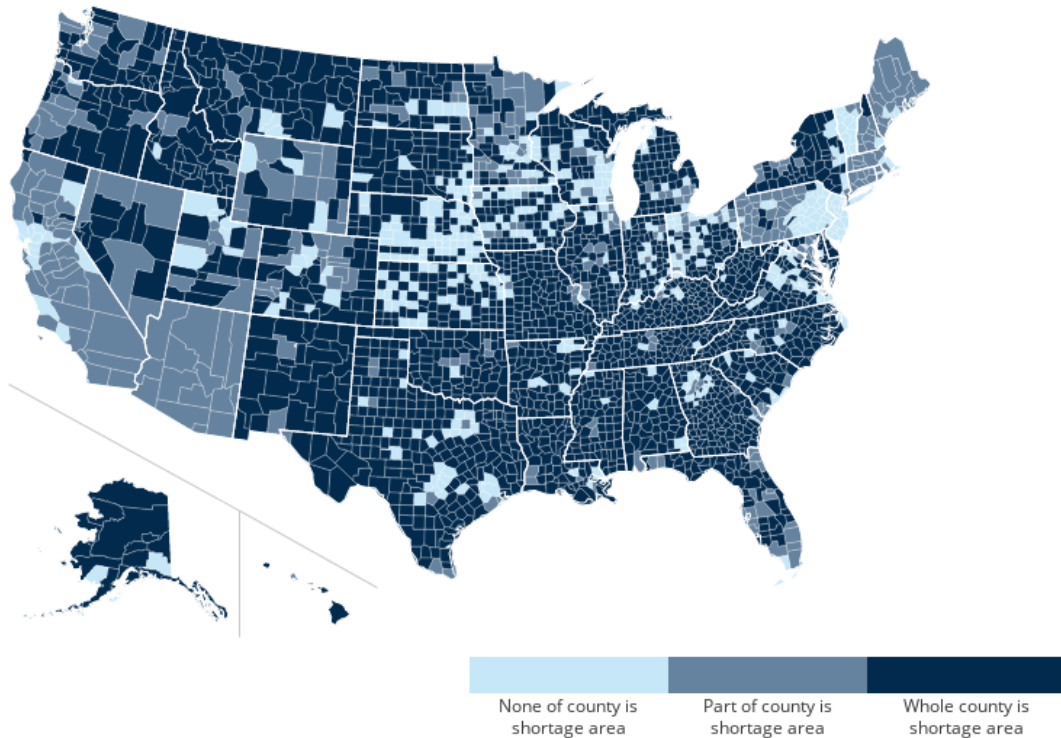 None of county is
shortage area
Part of county is
shortage area
Whole county is
shortage area